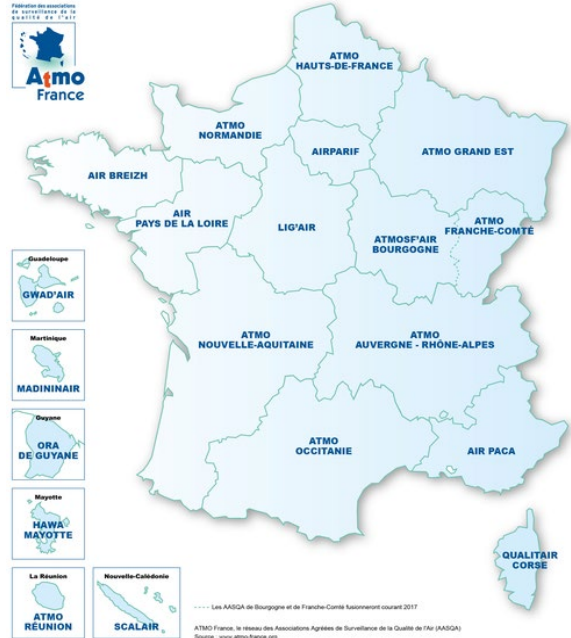 Fédération des associations
de surveillance de la
qualité de l'air
Atmo
France
ATMO
HAUTS-DE-FRANCE
ATMO
NORMANDIE
AIRPARIF
ATMO GRAND EST
AIR BREIZH
AIR
PAYS DE LA LOIRE
LIG'AIR
ATMOSF'AIR
BOURGOGNE
ATMO
FRANCHE-COMTÉ
Guadeloupe
GWAD'AIR
Martinique
MADININAIR
ATMO
NOUVELLE-AQUITAINE
ATMO
AUVERGNE - RHÔNE-ALPES
Guyane
ORA
DE GUYANE
ATMO
OCCITANIE
AIR PACA
Mayotte
HAWA
MAYOTTE
QUALITAIR
CORSE
La Réunion
ATMO
RÉUNION
Nouvelle-Calédonie
SCALAIR
Les AASQA de Bourgogne et de Franche-Comté fusionneront courant 2017
ATMO France, le réseau des Associations Agréées de Surveillance de la Qualité de l'Air (AASQA)
Source : www.atmo-france.org